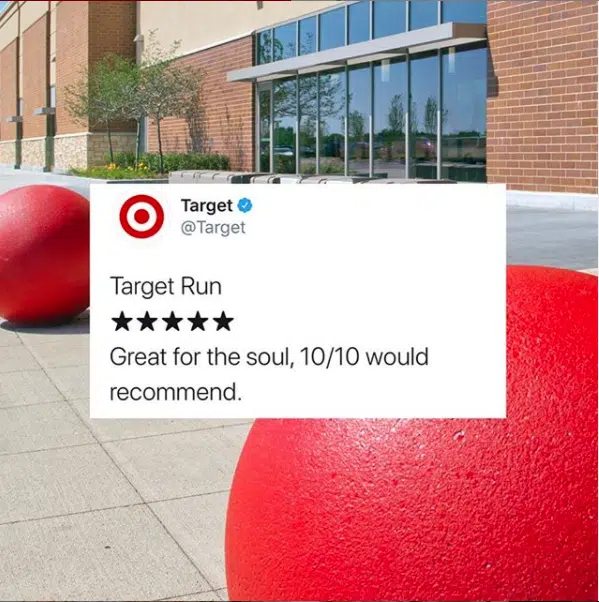 Target
@Target
Target Run
★★★★★
Great for the soul, 10/10 would
recommend.